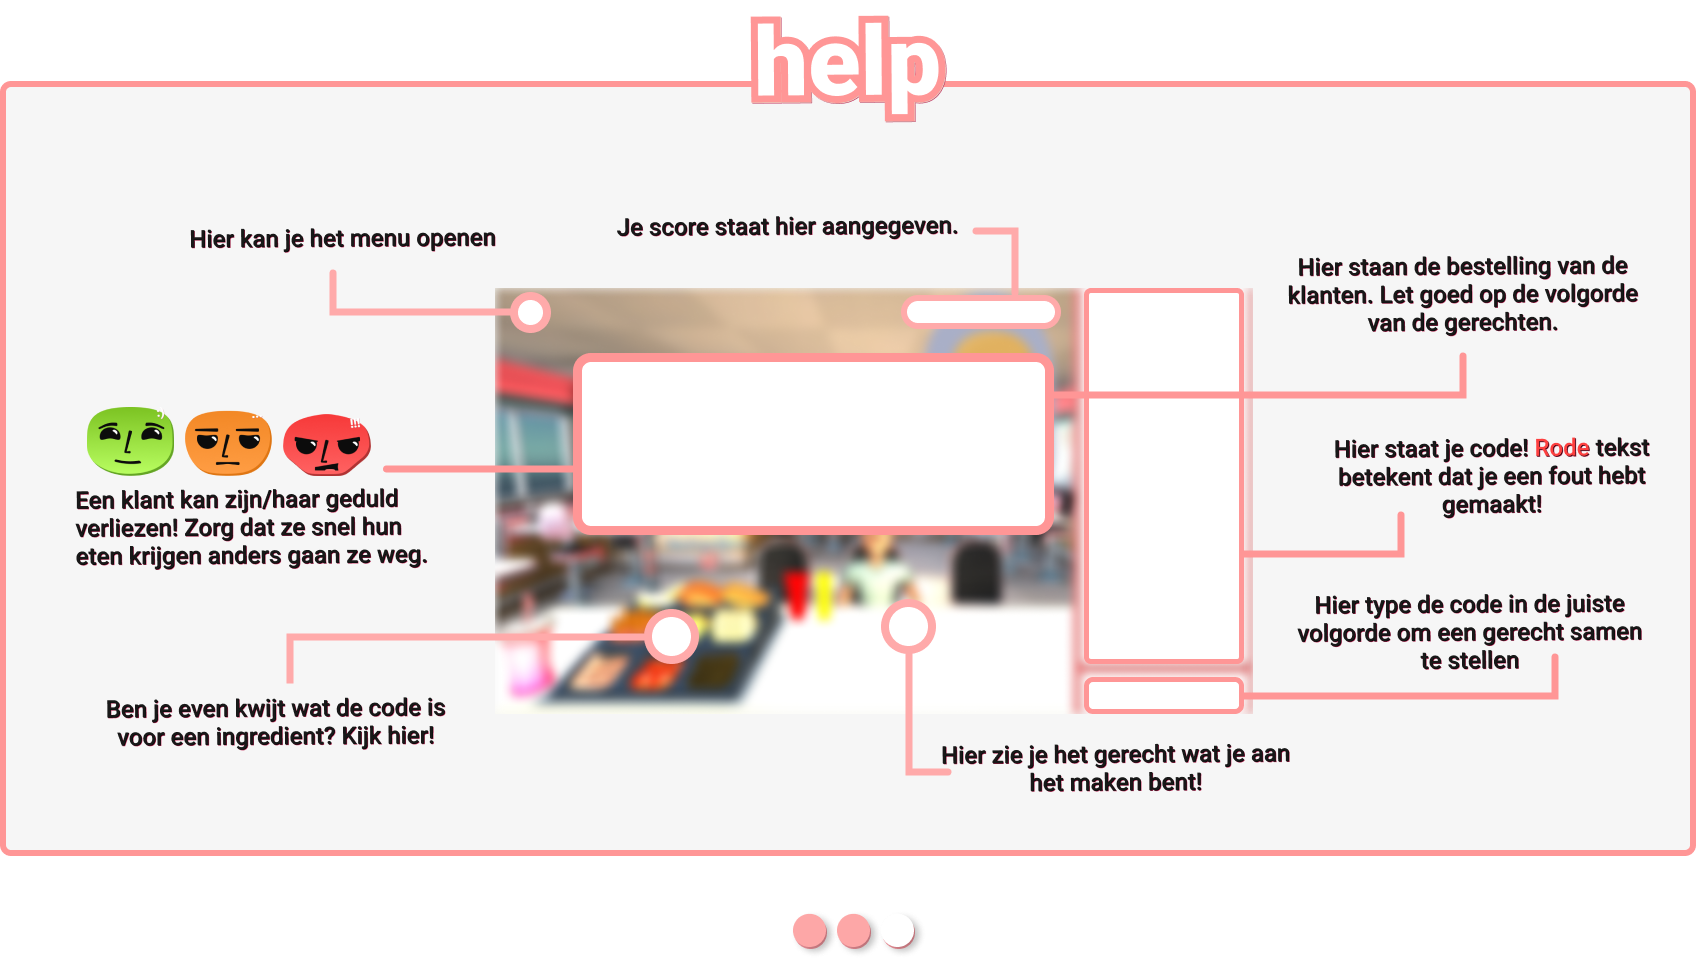 help
Hier kan je het menu openen
Je score staat hier aangegeven.
Hier staan de bestelling van de
klanten. Let goed op de volgorde
van de gerechten.
:)
...
!!!
Een klant kan zijn/haar geduld
verliezen! Zorg dat ze snel hun
eten krijgen anders gaan ze weg.
Hier staat je code! Rode tekst
betekent dat je een fout hebt
gemaakt!
Hier type de code in de juiste
volgorde om een gerecht samen
te stellen
Ben je even kwijt wat de code is
voor een ingredient? Kijk hier!
Hier zie je het gerecht wat je aan
het maken bent!